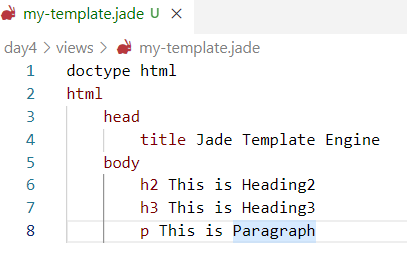 my-template.jade U ×
day4 > views > my-template.jade
1 doctype html
2 html
3 head
4 title Jade Template Engine
5 body
6 h2 This is Heading2
7 h3 This is Heading3
8 p This is Paragraph